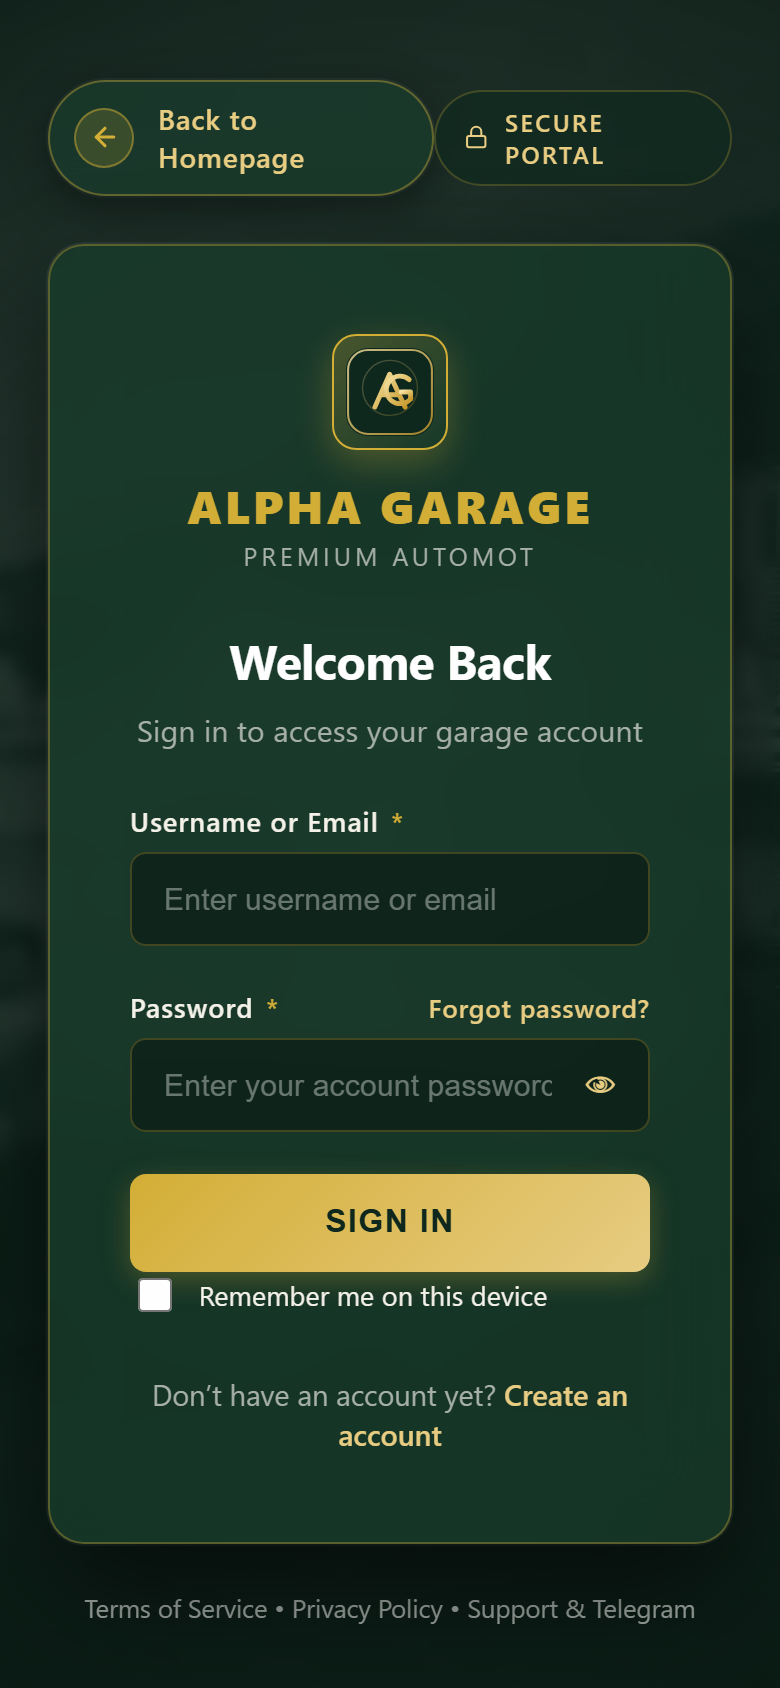 Back to
Homepage
SECURE
PORTAL
AG
ALPHA GARAGE
PREMIUM AUTOMOT
Welcome Back
Sign in to access your garage account
Username or Email *
Enter username or email
Password * Forgot password?
Enter your account password
SIGN IN
Remember me on this device
Don’t have an account yet? Create an
account
Terms of Service • Privacy Policy • Support & Telegram